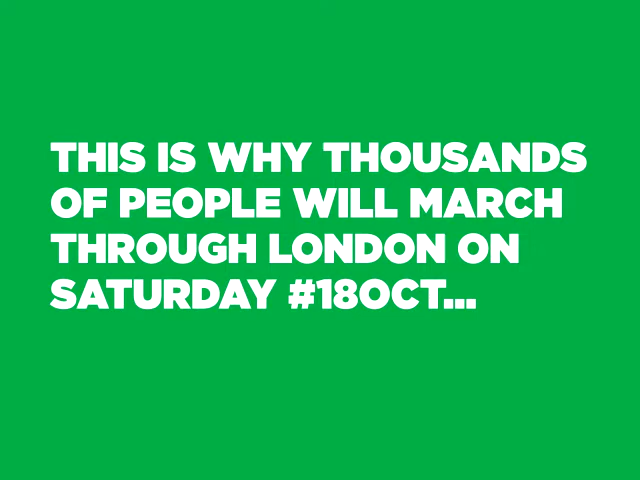 THIS IS WHY THOUSANDS
OF PEOPLE WILL MARCH
THROUGH LONDON ON
SATURDAY #18OCT...